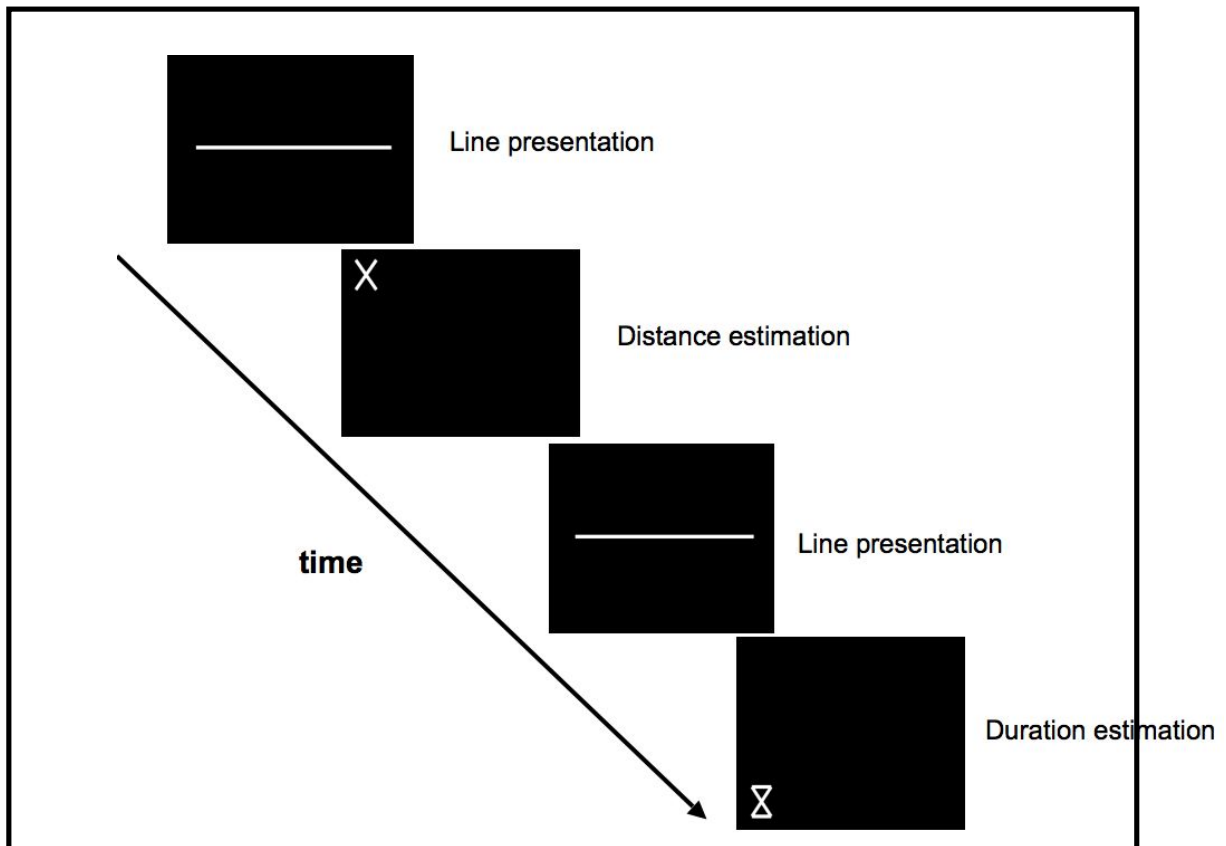 Line presentation
X
Distance estimation
Line presentation
time
Duration estimation